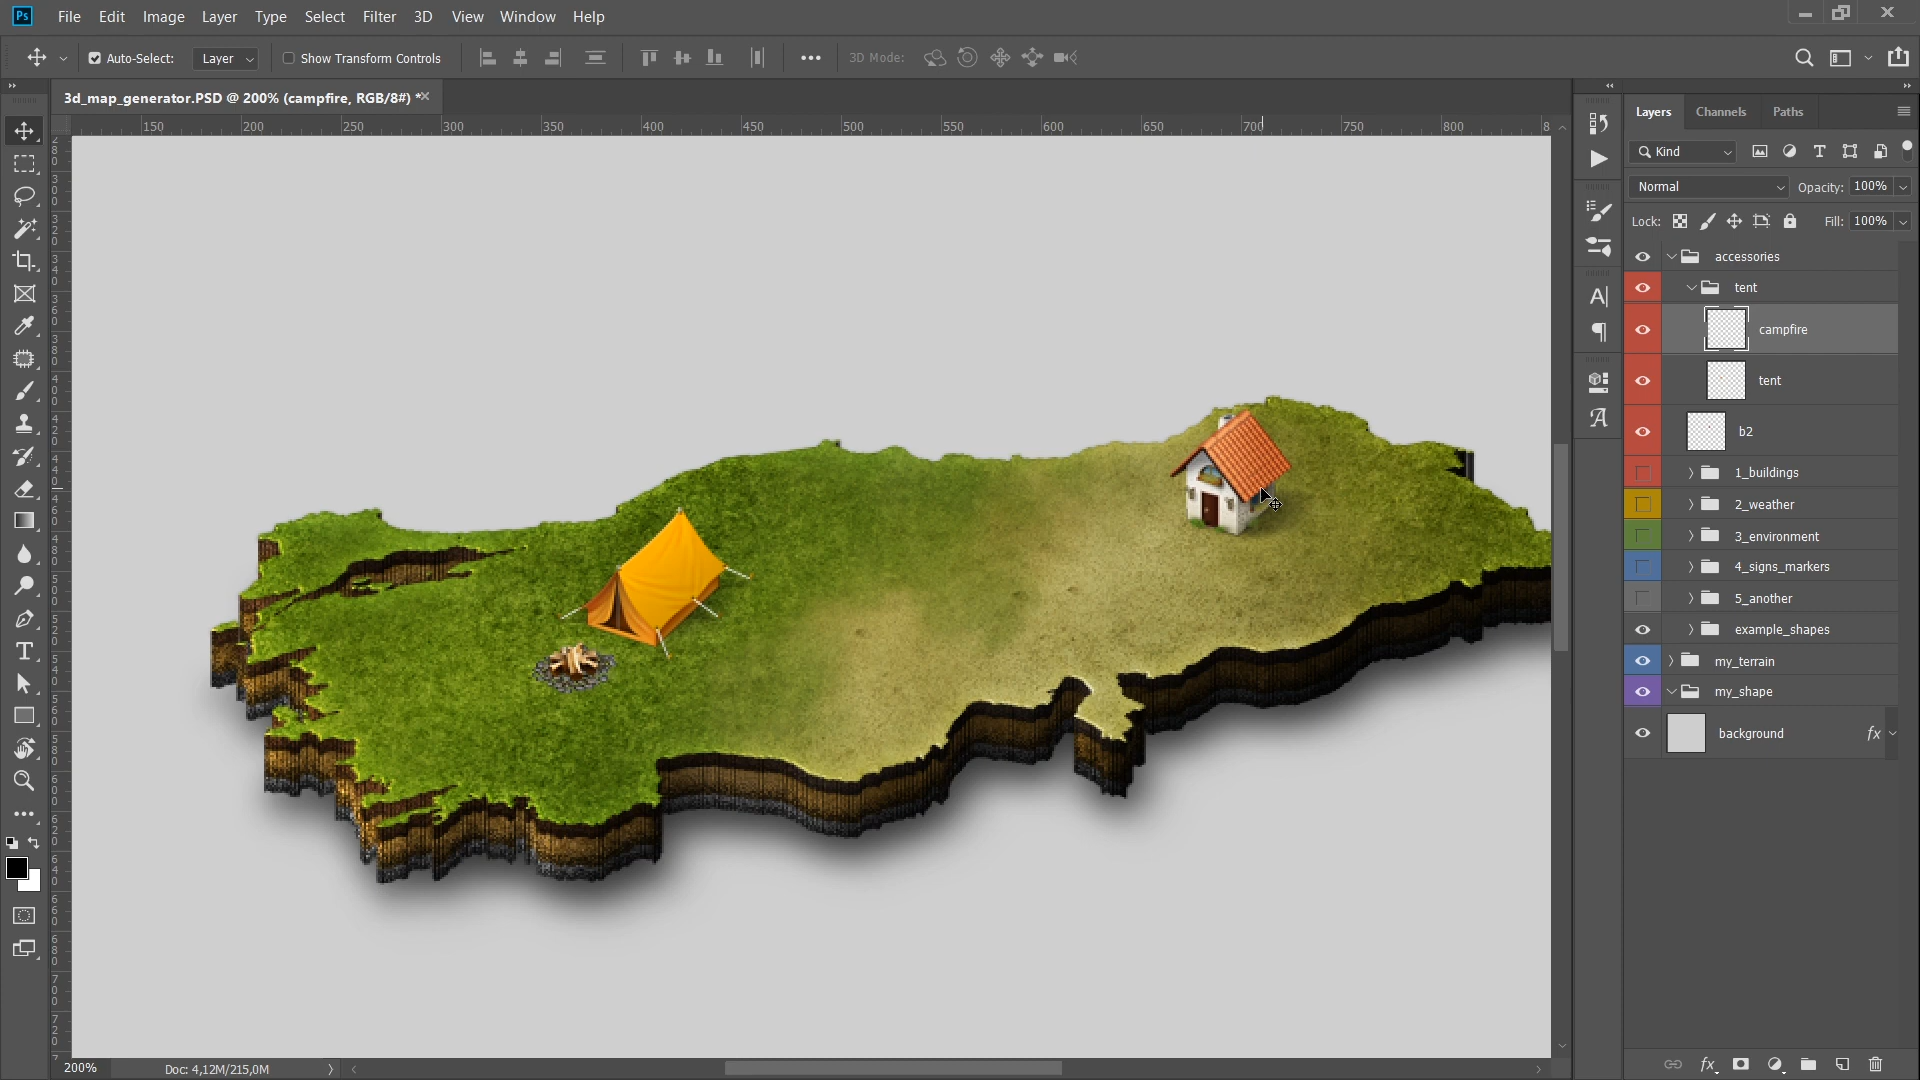 Ps File Edit Image Layer Type Select Filter 3D View Window Help
Auto-Select: Layer Show Transform Controls 3D Mode:
3d_map_generator.PSD @ 200% (campfire, RGB/8#) *
150 200 250 300 350 400 450 500 550 600 650 700 750 800 8
Layers Channels Paths
Kind
Normal Opacity: 100%
Lock: Fill: 100%
accessories
tent
campfire
tent
b2
1_buildings
2_weather
3_environment
4_signs_markers
5_another
example_shapes
my_terrain
my_shape
background fx
200% Doc: 4,12M/215,0M
fx